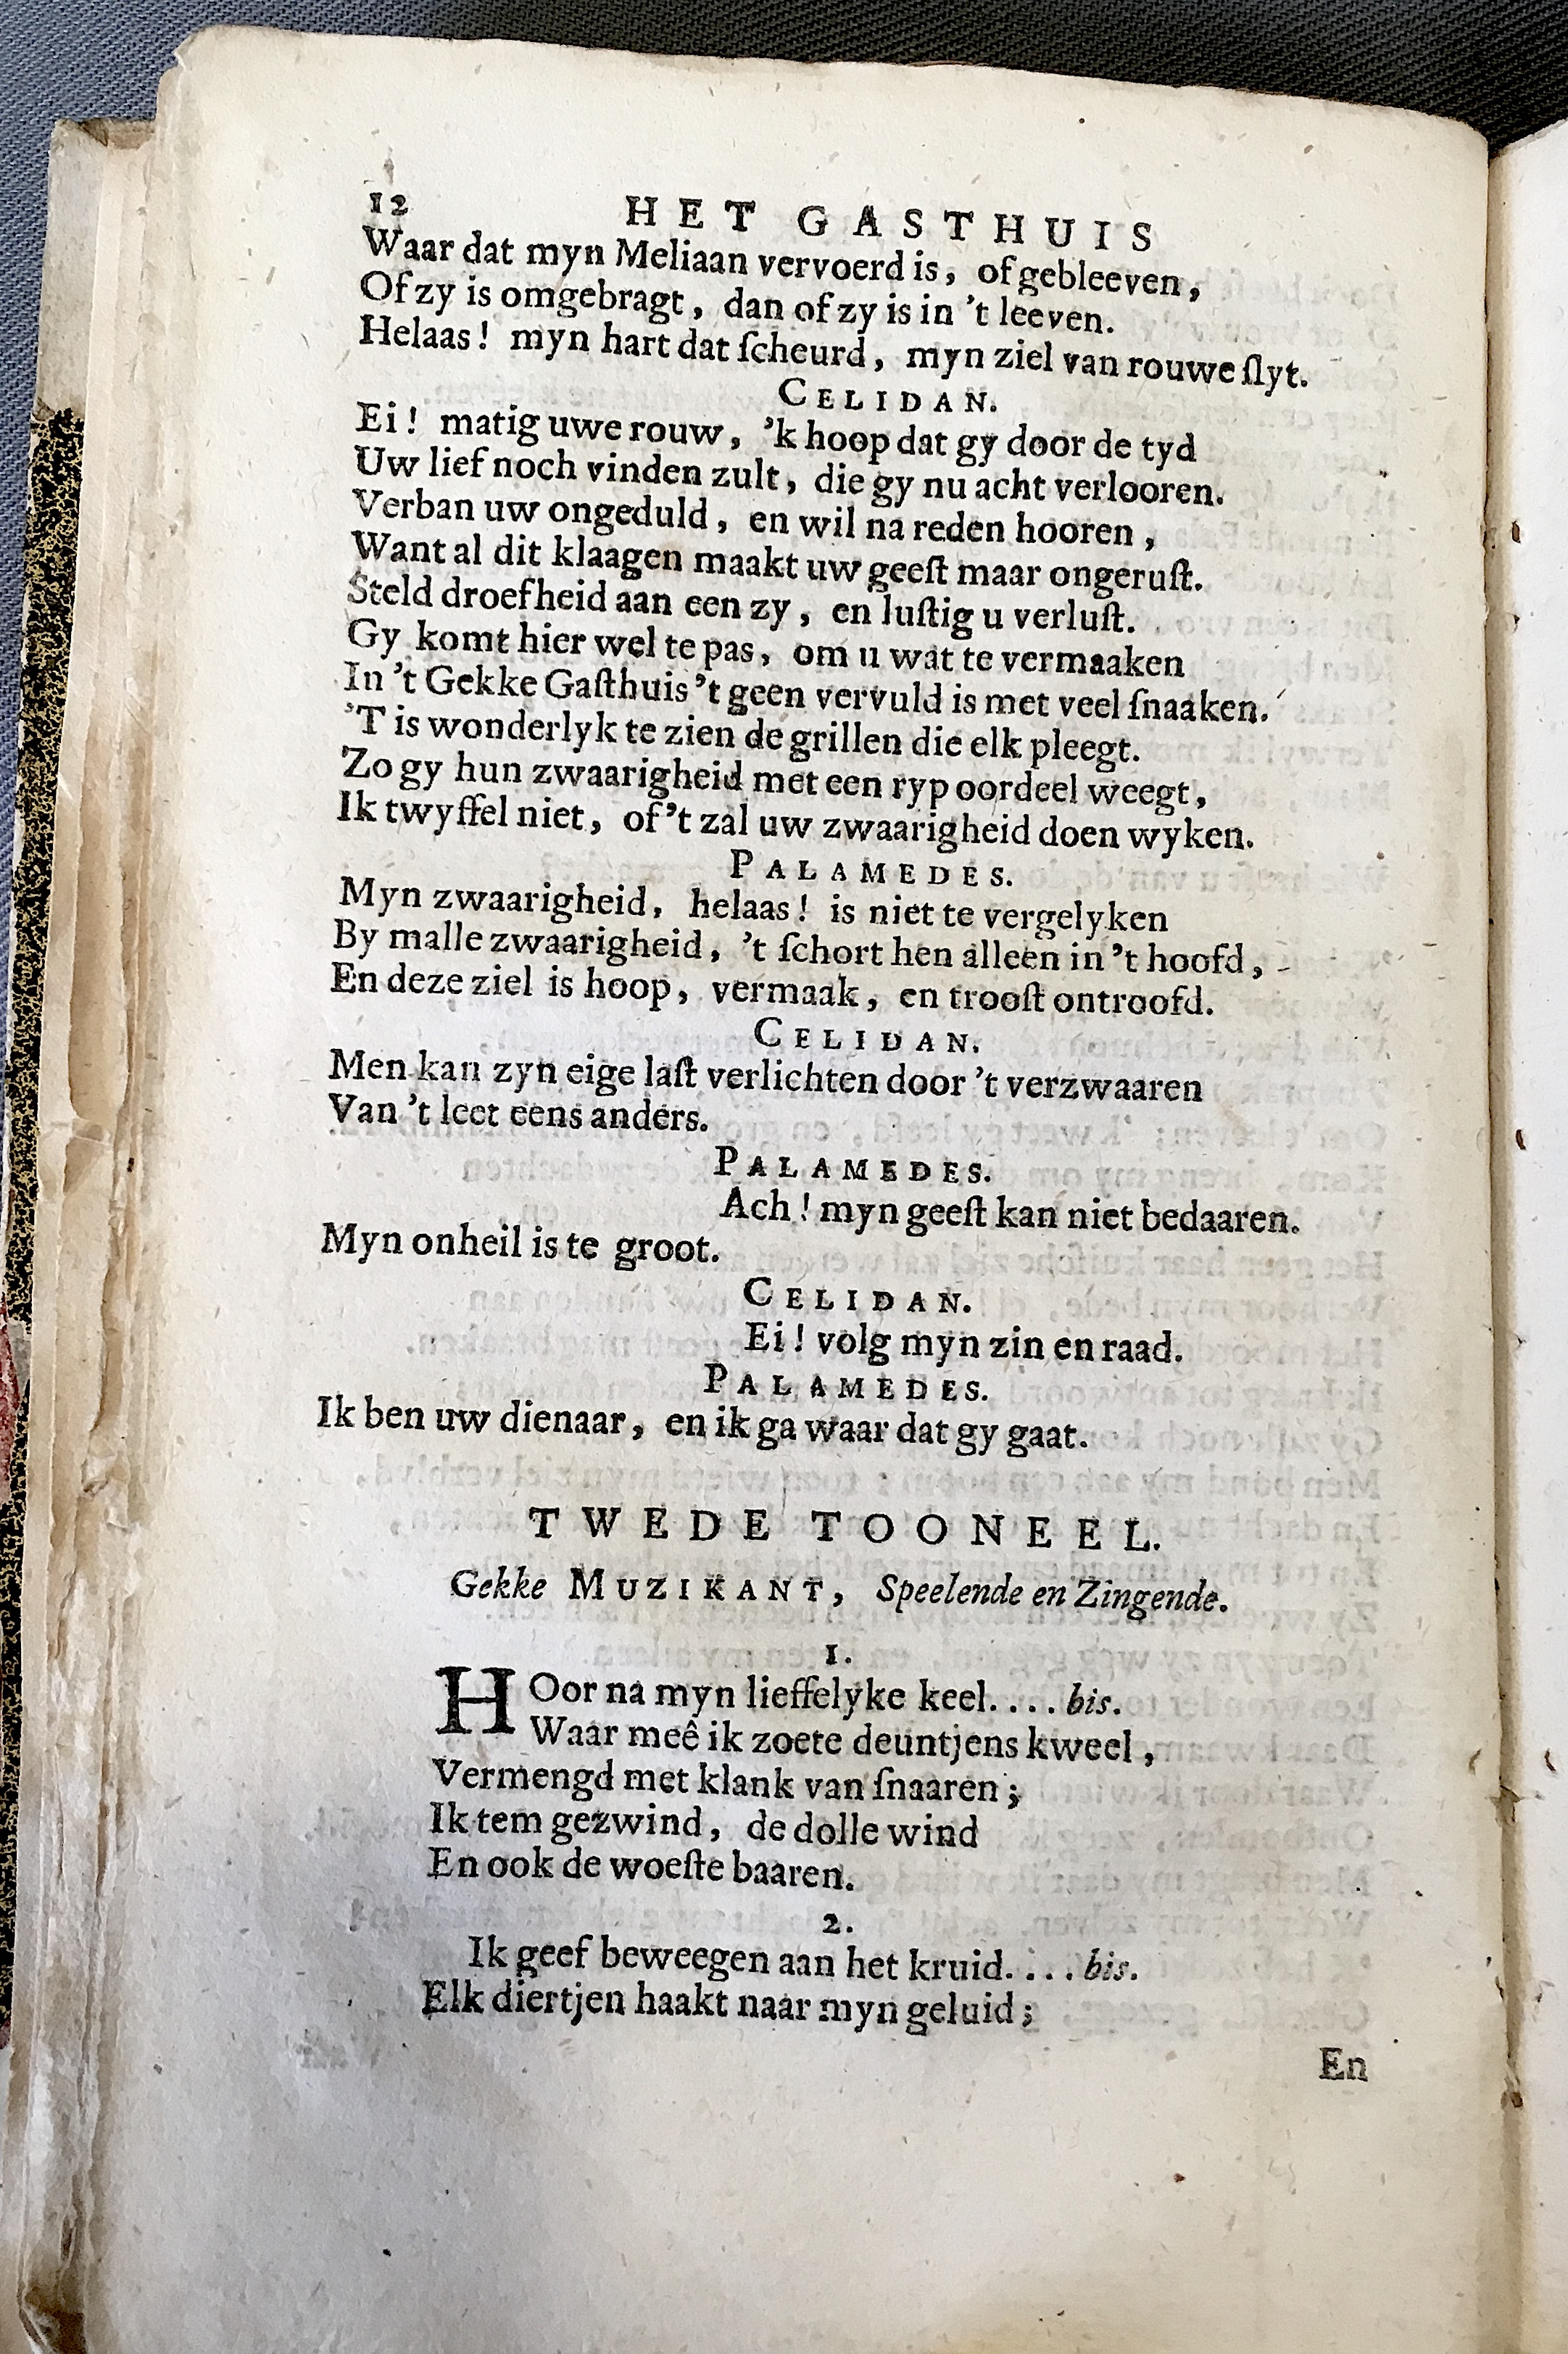 12 HET GASTHUIS
Waar dat myn Meliaan vervoerd is, of gebleeven,
Of zy is omgebragt, dan of zy is in 't leeven.
Helaas! myn hart dat ſcheurd, myn ziel van rouwe ſlyt.
CELIDAN.
Ei! matig uwe rouw, 'k hoop dat gy door de tyd
Uw lief noch vinden zult, die gy nu acht verlooren.
Verban uw ongeduld, en wil na reden hooren,
Want al dit klaagen maakt uw geeſt maar ongeruſt.
Steld droefheid aan een zy, en luſtig u verluſt.
Gy komt hier wel te pas, om u wat te vermaaken
In 't Gekke Gaſthuis 't geen vervuld is met veel ſnaaken.
'T is wonderlyk te zien de grillen die elk pleegt.
Zo gy hun zwaarigheid met een ryp oordeel weegt,
Ik twyffel niet, of 't zal uw zwaarigheid doen wyken.
PALAMEDES.
Myn zwaarigheid, helaas! is niet te vergelyken
By malle zwaarigheid, 't ſchort hen alleen in 't hoofd,
En deze ziel is hoop, vermaak, en trooſt ontroofd.
CELIDAN.
Men kan zyn eige laſt verlichten door 't verzwaaren
Van 't leet eens anders.
PALAMEDES.
Ach! myn geeſt kan niet bedaaren.
Myn onheil is te groot.
CELIDAN.
Ei! volg myn zin en raad.
PALAMEDES.
Ik ben uw dienaar, en ik ga waar dat gy gaat.
TWEDE TOONEEL.
Gekke MUZIKANT, Speelende en Zingende.
1.
HOor na myn lieffelyke keel.... bis.
Waar meê ik zoete deuntjens kweel,
Vermengd met klank van ſnaaren;
Ik tem gezwind, de dolle wind
En ook de woeſte baaren.
2.
Ik geef beweegen aan het kruid.... bis.
Elk diertjen haakt naar myn geluid;
En